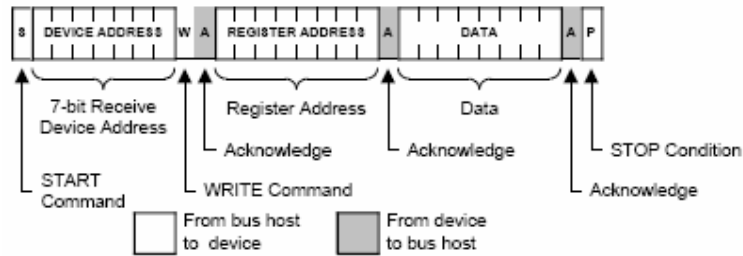 S DEVICE ADDRESS W A REGISTER ADDRESS A DATA A P
7-bit Receive
Device Address
Register Address
Data
Acknowledge
Acknowledge
STOP Condition
START
Command
WRITE Command
Acknowledge
From bus host
to device
From device
to bus host